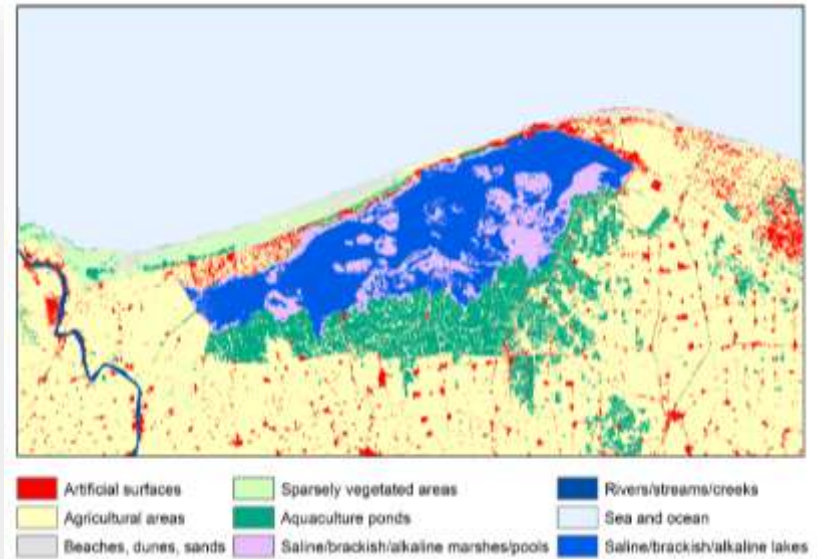 Artificial surfaces
Agricultural areas
Beaches, dunes, sands
Sparsely vegetated areas
Aquaculture ponds
Saline/brackish/alkaline marshes/pools
Rivers/streams/creeks
Sea and ocean
Saline/brackish/alkaline lakes